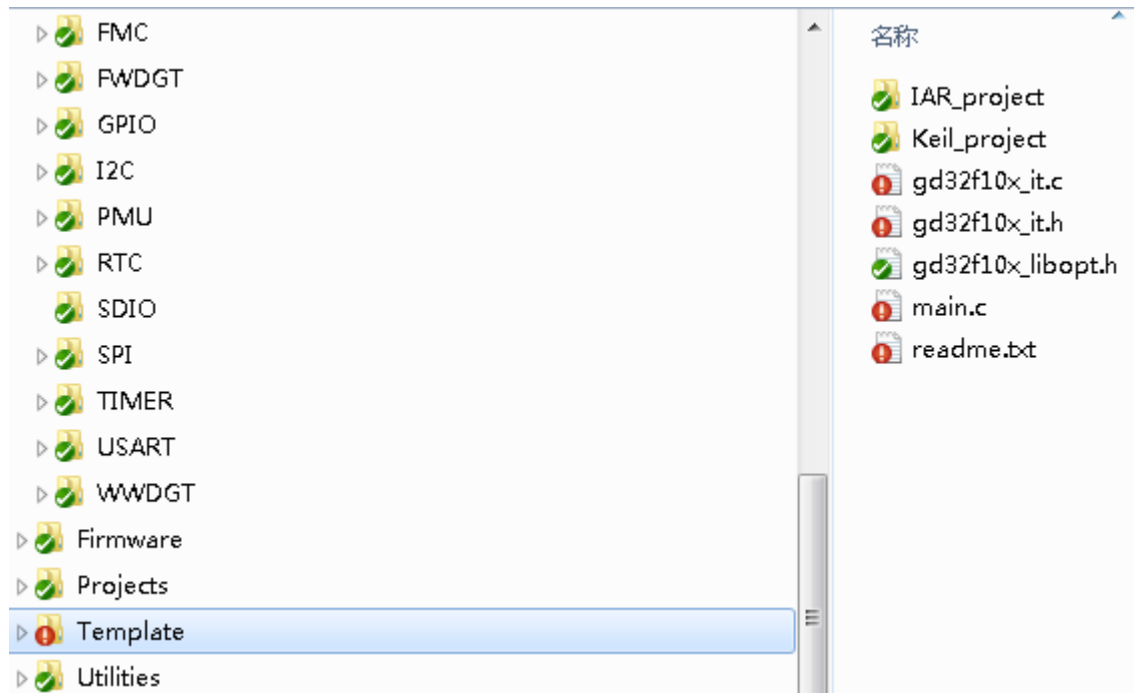 FMC
FWDGT
GPIO
I2C
PMU
RTC
SDIO
SPI
TIMER
USART
WWDGT
Firmware
Projects
Template
Utilities
名称
IAR_project
Keil_project
gd32f10x_it.c
gd32f10x_it.h
gd32f10x_libopt.h
main.c
readme.txt